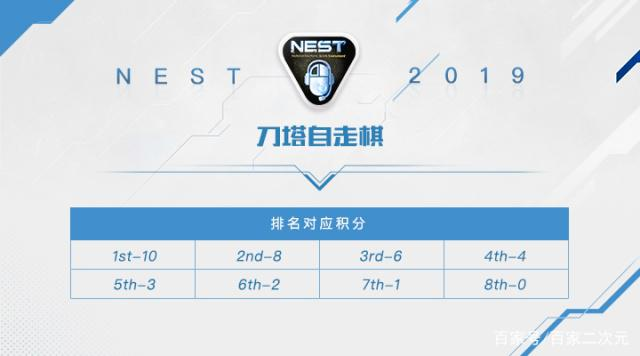 NEST
NEST 2019
刀塔自走棋
排名对应积分
1st-10 2nd-8 3rd-6 4th-4
5th-3 6th-2 7th-1 8th-0
百家号/百家二次元